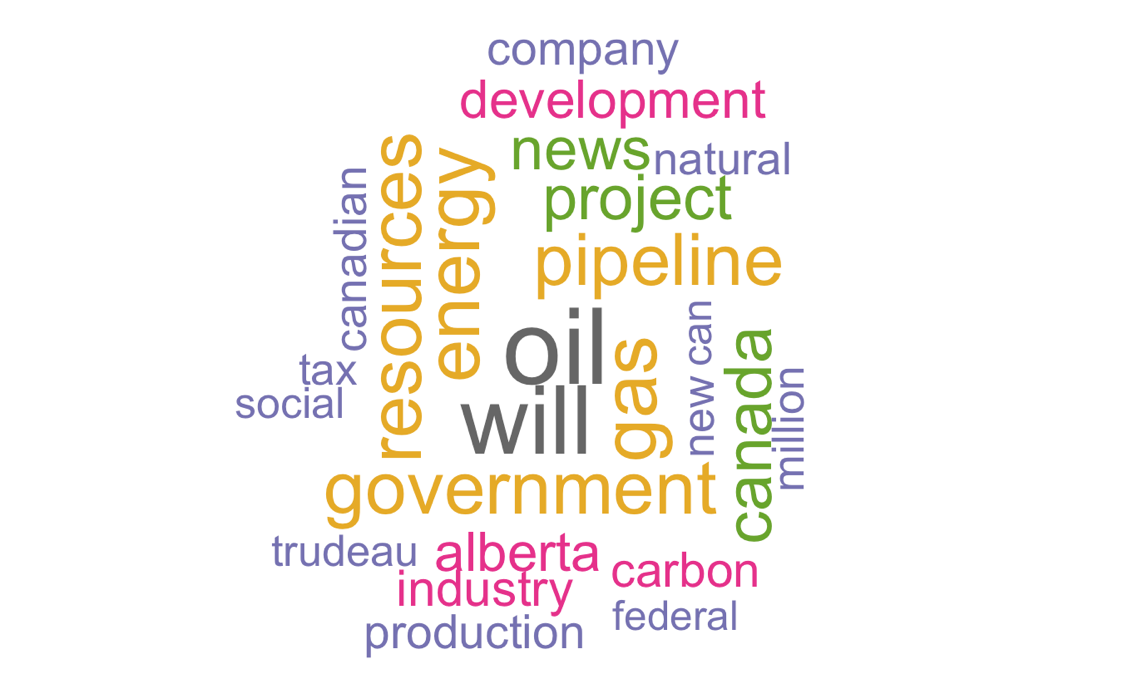 company
development
news
natural
project
pipeline
canadian
resources
energy
oil
will
gas
new
can
canada
million
tax
social
government
trudeau
alberta
carbon
industry
federal
production